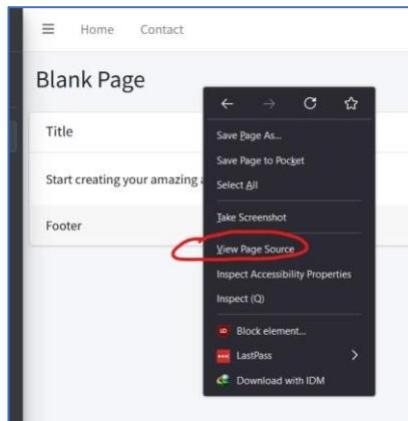 Home Contact
Blank Page
Title
Save Page As...
Save Page to Pocket
Start creating your amazing
Select All
Footer
Take Screenshot
View Page Source
Inspect Accessibility Properties
Inspect (Q)
Block element...
LastPass
Download with IDM